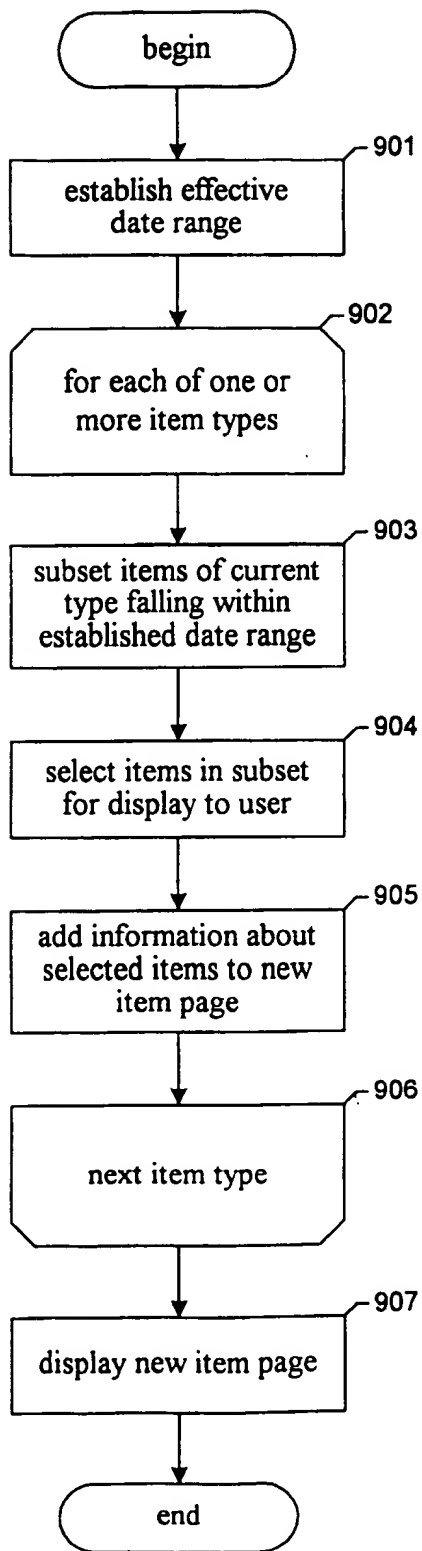 begin
901
establish effective
date range
902
for each of one or
more item types
903
subset items of current
type falling within
established date range
904
select items in subset
for display to user
905
add information about
selected items to new
item page
906
next item type
907
display new item page
end